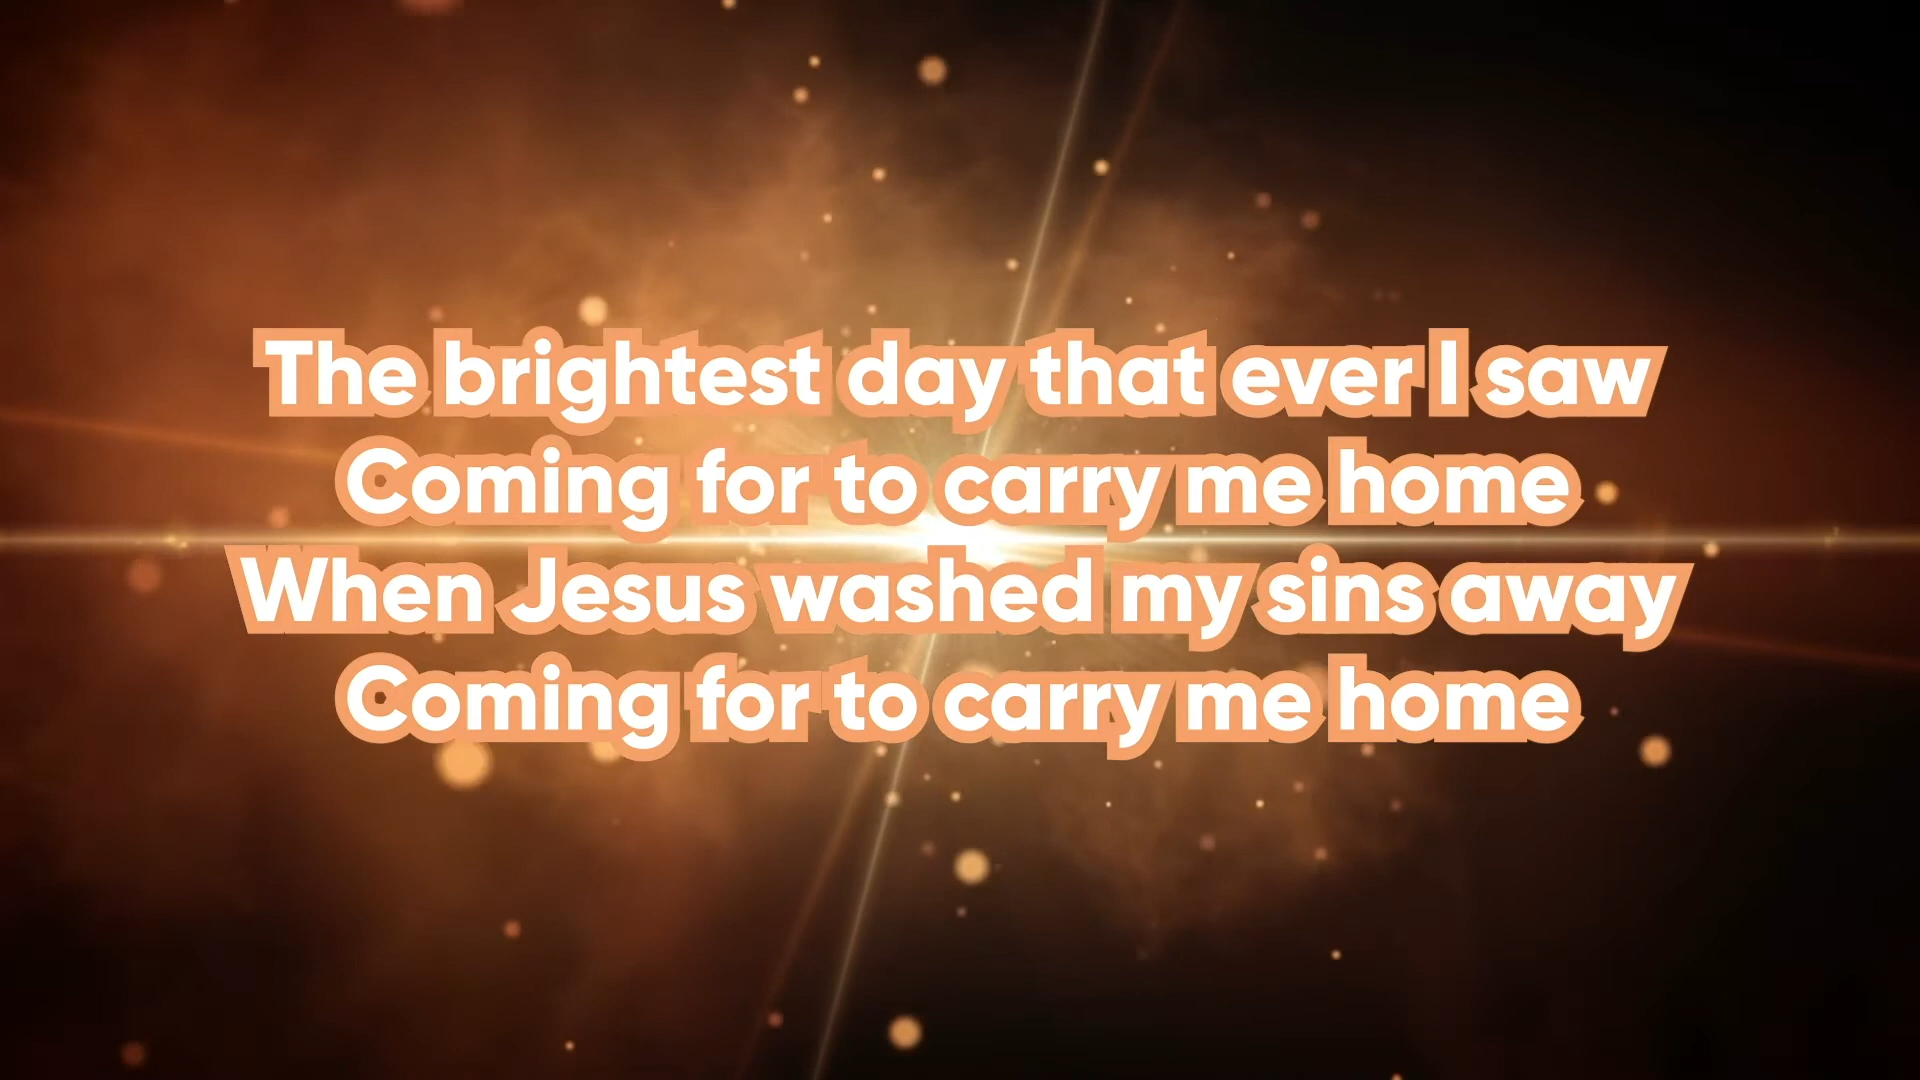 The brightest day that ever I saw
Coming for to carry me home
When Jesus washed my sins away
Coming for to carry me home